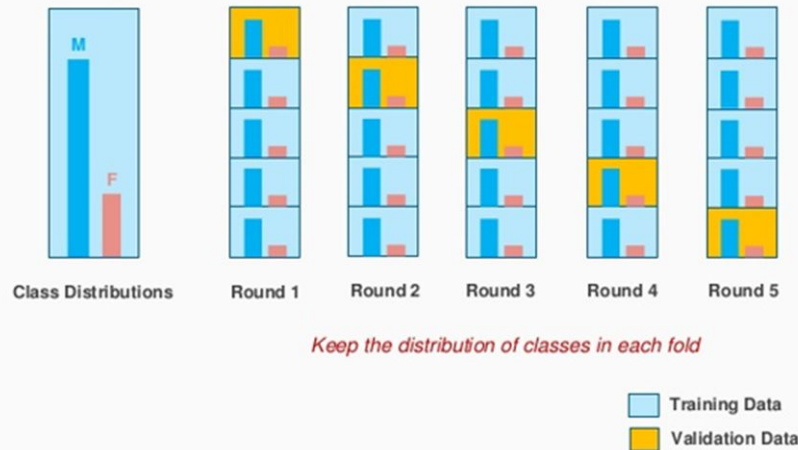 M
F
Class Distributions
Round 1
Round 2
Round 3
Round 4
Round 5
Keep the distribution of classes in each fold
Training Data
Validation Data